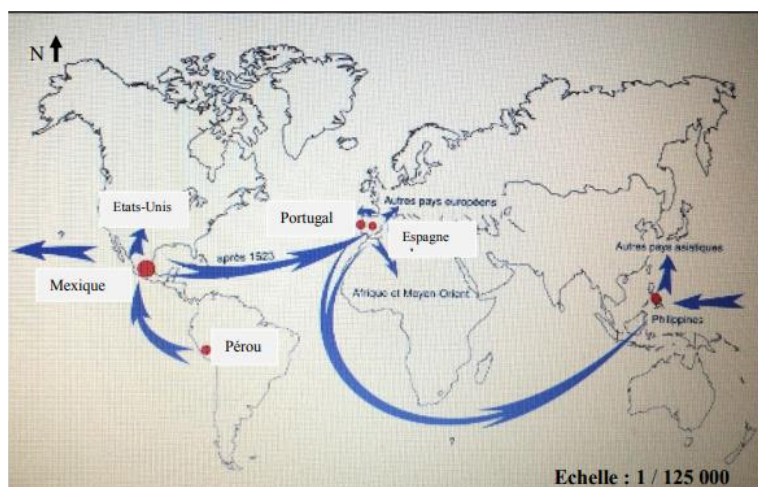 N
Etats-Unis
Autres pays européens
Portugal
Espagne
?
après 1523
Autres pays asiatiques
Mexique
Afrique et Moyen-Orient
Philippines
Pérou
?
Echelle : 1 / 125 000